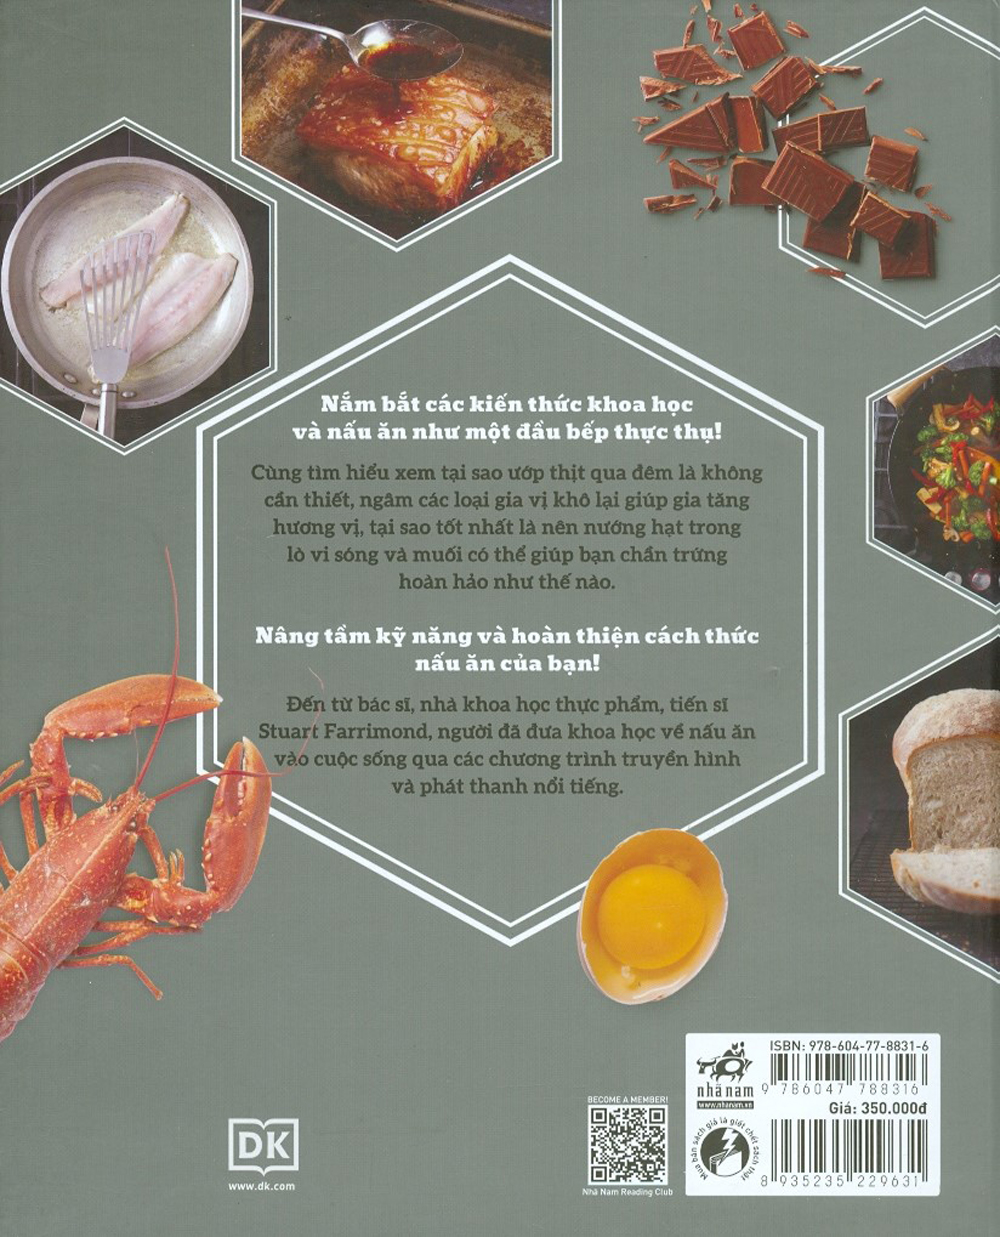 Nắm bắt các kiến thức khoa học
và nấu ăn như một đầu bếp thực thụ!
Cùng tìm hiểu xem tại sao ướp thịt qua đêm là không
cần thiết, ngâm các loại gia vị khô lại giúp gia tăng
hương vị, tại sao tốt nhất là nên nướng hạt trong
lò vi sóng và muối có thể giúp bạn chần trứng
hoàn hảo như thế nào.
Nâng tầm kỹ năng và hoàn thiện cách thức
nấu ăn của bạn!
Đến từ bác sĩ, nhà khoa học thực phẩm, tiến sĩ
Stuart Farrimond, người đã đưa khoa học về nấu ăn
vào cuộc sống qua các chương trình truyền hình
và phát thanh nổi tiếng.
DK
www.dk.com
BECOME A MEMBER!
Nhã Nam Reading Club
nhã nam
www.nhanam.vn
ISBN: 978-604-77-8831-6
9 786047 788316
Giá: 350.000đ
Mua bán sách giả là giết chết sách thật
8 935235 229631